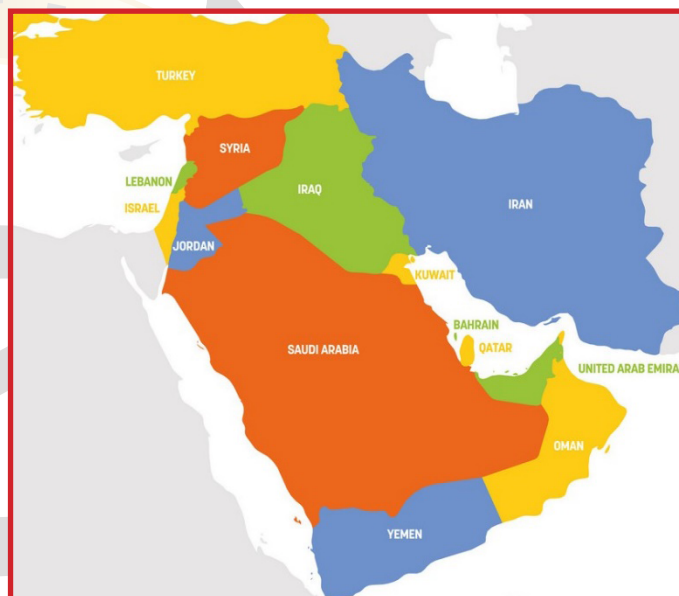 TURKEY
SYRIA
LEBANON
IRAQ
IRAN
ISRAEL
JORDAN
KUWAIT
BAHRAIN
SAUDI ARABIA
QATAR
UNITED ARAB EMIRA
OMAN
YEMEN